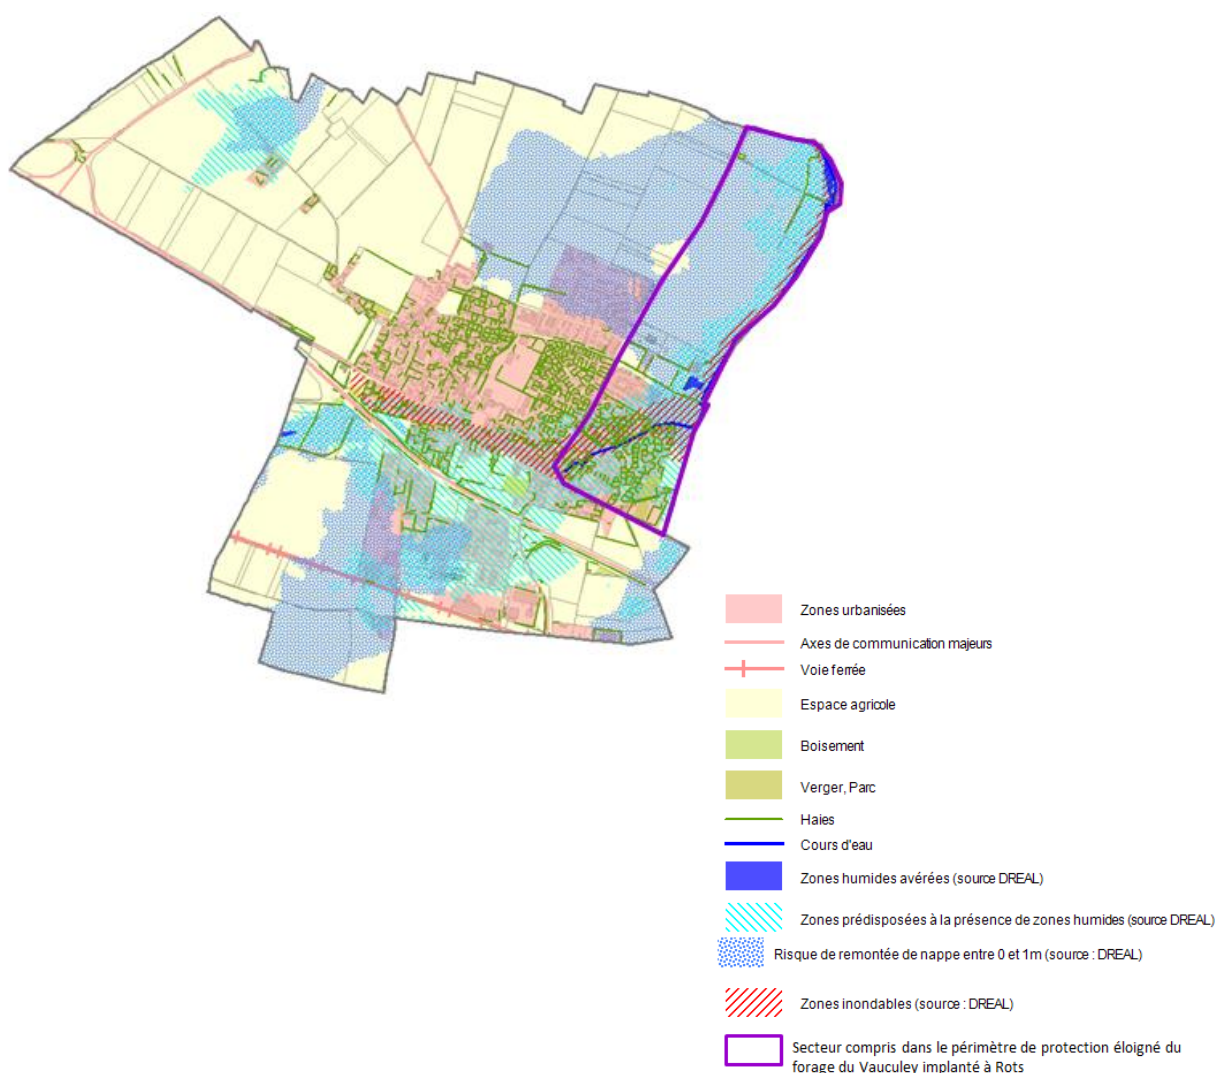 Zones urbanisées
Axes de communication majeurs
Voie ferrée
Espace agricole
Boisement
Verger, Parc
Haies
Cours d'eau
Zones humides avérées (source DREAL)
Zones prédisposées à la présence de zones humides (source DREAL)
Risque de remontée de nappe entre 0 et 1m (source : DREAL)
Zones inondables (source : DREAL)
Secteur compris dans le périmètre de protection éloigné du
forage du Vauculey implanté à Rots